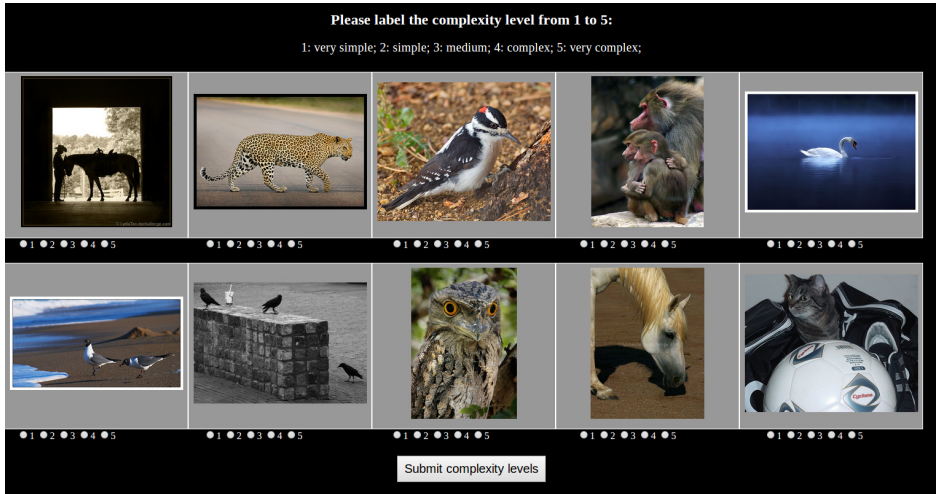 Please label the complexity level from 1 to 5:
1: very simple; 2: simple; 3: medium; 4: complex; 5: very complex;
1 2 3 4 5
1 2 3 4 5
1 2 3 4 5
1 2 3 4 5
1 2 3 4 5
Cyclone
1 2 3 4 5
1 2 3 4 5
1 2 3 4 5
1 2 3 4 5
1 2 3 4 5
Submit complexity levels